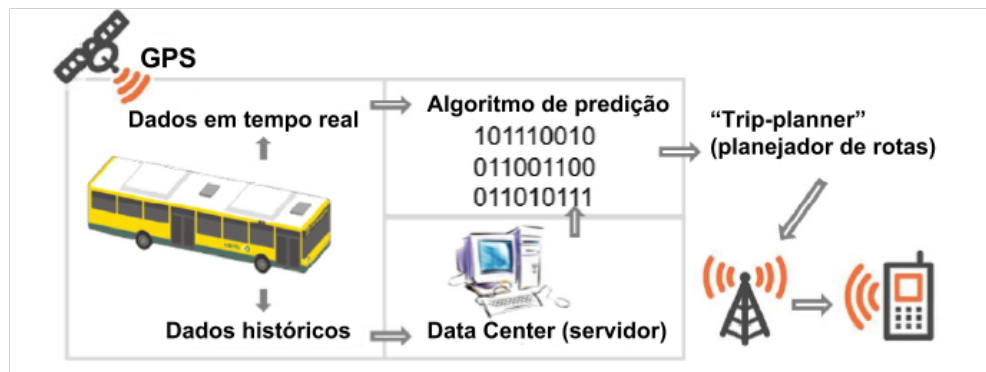 GPS
Dados em tempo real
Algoritmo de predição
101110010
011001100
011010111
“Trip-planner”
(planejador de rotas)
Dados históricos
Data Center (servidor)